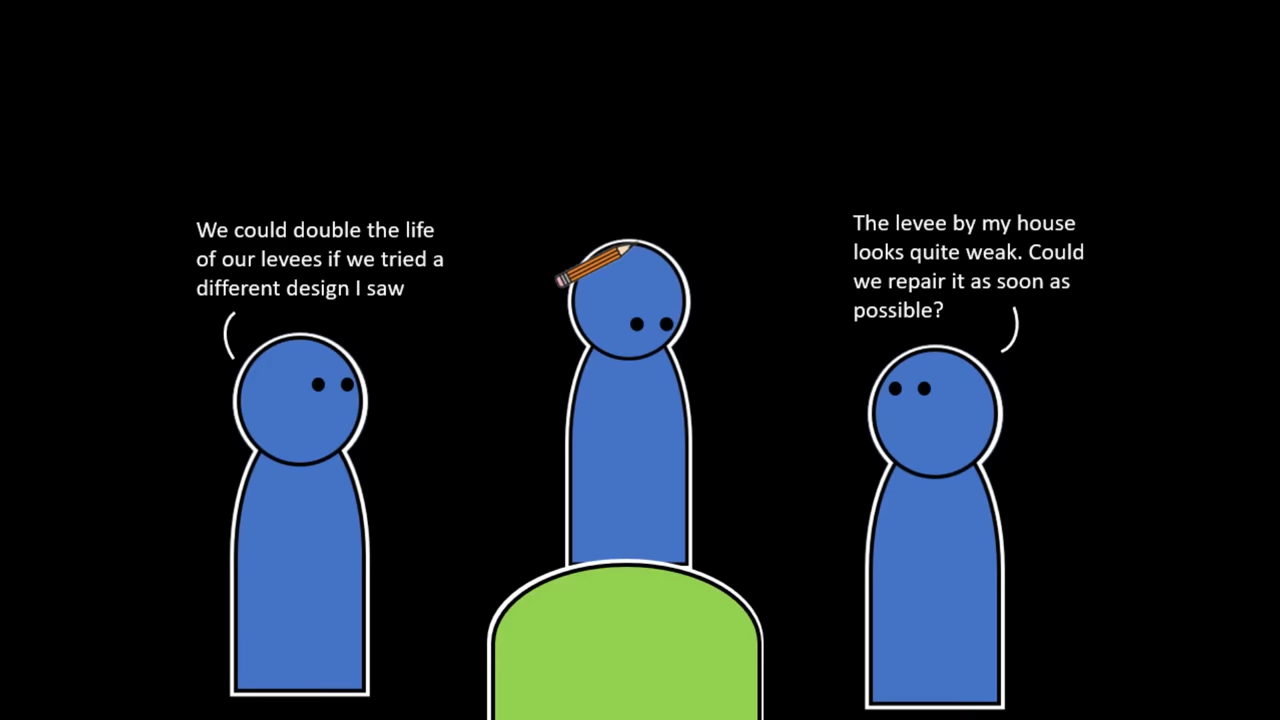 We could double the life
of our levees if we tried a
different design I saw
The levee by my house
looks quite weak. Could
we repair it as soon as
possible?